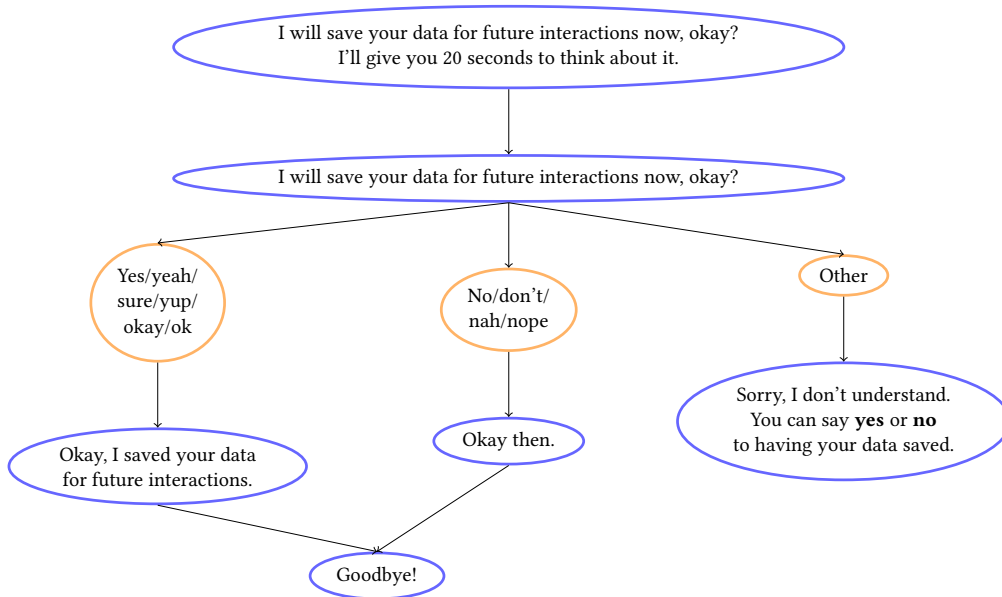 I will save your data for future interactions now, okay?
I'll give you 20 seconds to think about it.
I will save your data for future interactions now, okay?
Yes/yeah/
sure/yup/
okay/ok
No/don't/
nah/nope
Other
Okay, I saved your data
for future interactions.
Okay then.
Sorry, I don't understand.
You can say yes or no
to having your data saved.
Goodbye!